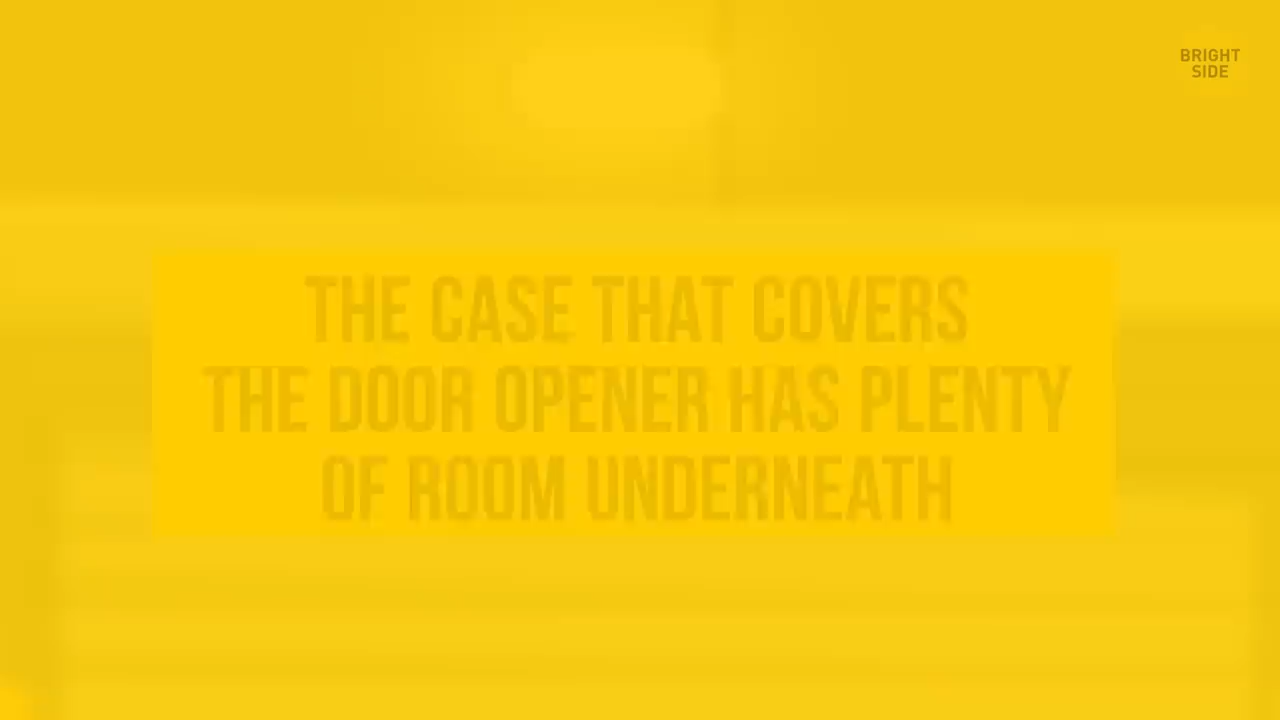 BRIGHT
SIDE
THE CASE THAT COVERS
THE DOOR OPENER HAS PLENTY
OF ROOM UNDERNEATH